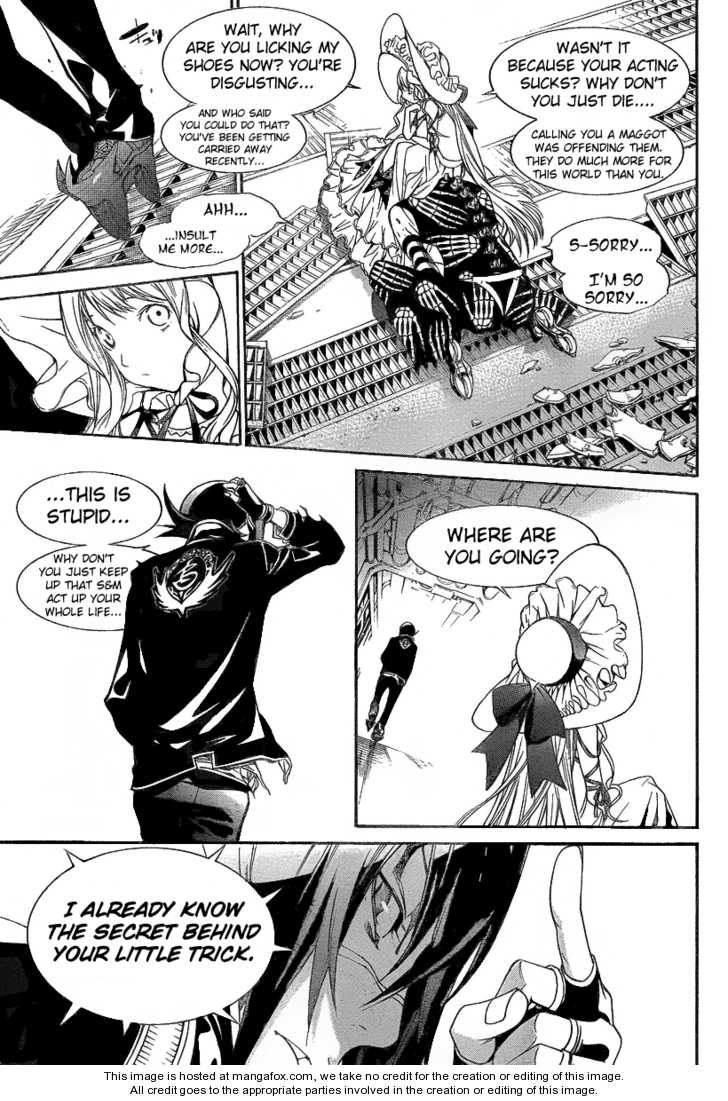 WAIT, WHY
ARE YOU LICKING MY
SHOES NOW? YOU'RE
DISGUSTING...
AND WHO SAID
YOU COULD DO THAT?
YOU'VE BEEN GETTING
CARRIED AWAY
RECENTLY...
AHH...
...INSULT
ME MORE...
WASN'T IT
BECAUSE YOUR ACTING
SUCKS? WHY DON'T
YOU JUST DIE....
CALLING YOU A MAGGOT
WAS OFFENDING THEM.
THEY DO MUCH MORE FOR
THIS WORLD THAN YOU.
S-SORRY...
I'M SO
SORRY...
...THIS IS
STUPID...
WHY DON'T
YOU JUST KEEP
UP THAT S&M
ACT UP YOUR
WHOLE LIFE...
WHERE ARE
YOU GOING?
I ALREADY KNOW
THE SECRET BEHIND
YOUR LITTLE TRICK.
This image is hosted at mangafox.com, we take no credit for the creation or editing of this image.
All credit goes to the appropriate parties involved in the creation or editing of this image.